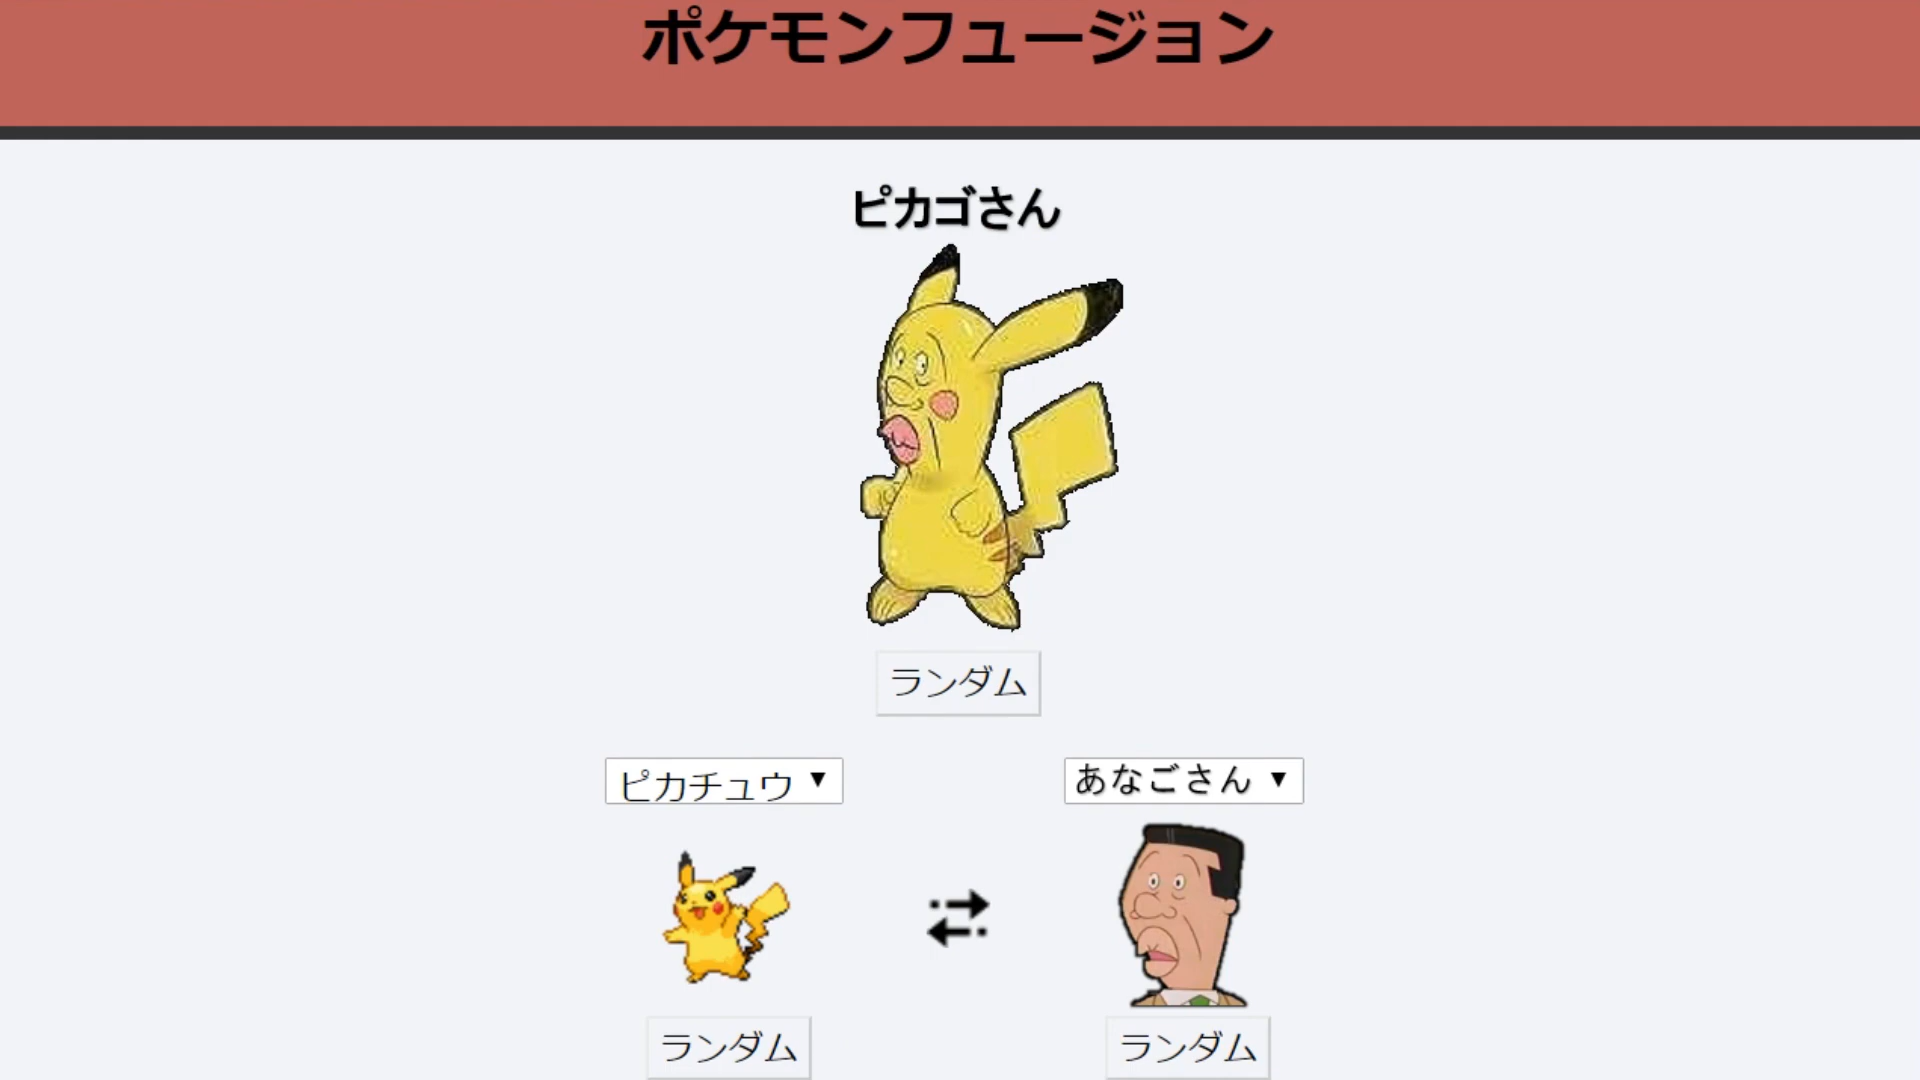 ポケモンフュージョン
ピカゴさん
ランダム
ピカチュウ ▼
あなごさん ▼
ランダム
ランダム